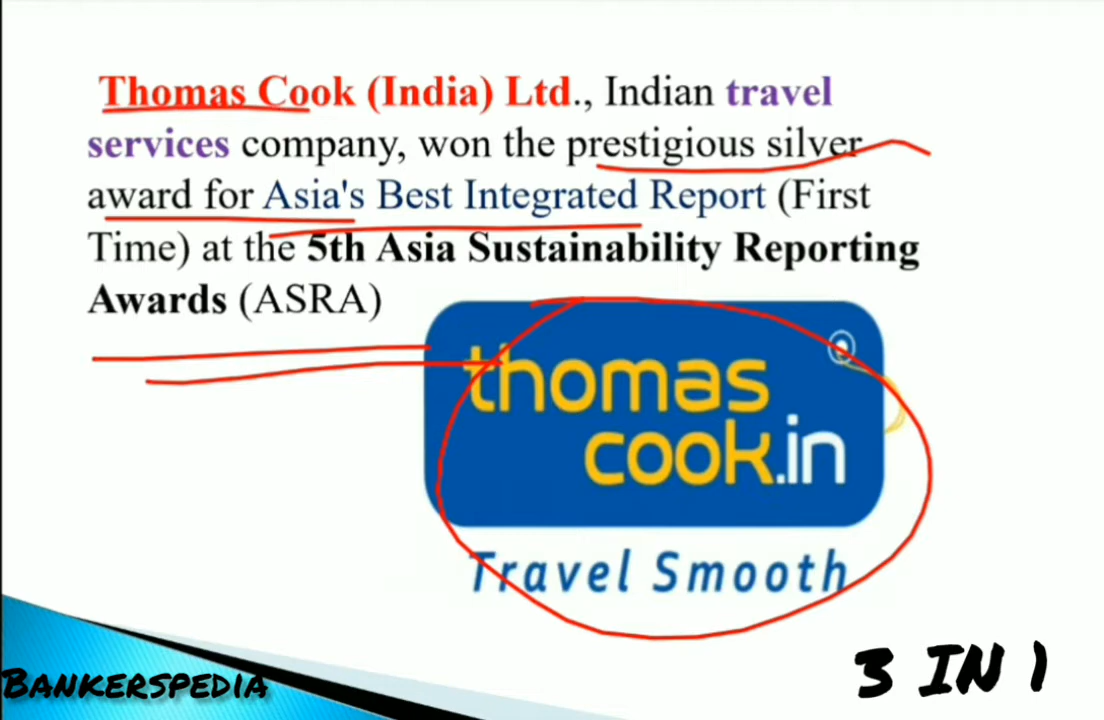 Thomas Cook (India) Ltd., Indian travel
services company, won the prestigious silver
award for Asia's Best Integrated Report (First
Time) at the 5th Asia Sustainability Reporting
Awards (ASRA)
thomas
cook.in
Travel Smooth
BANKERSPEDIA
3 IN 1